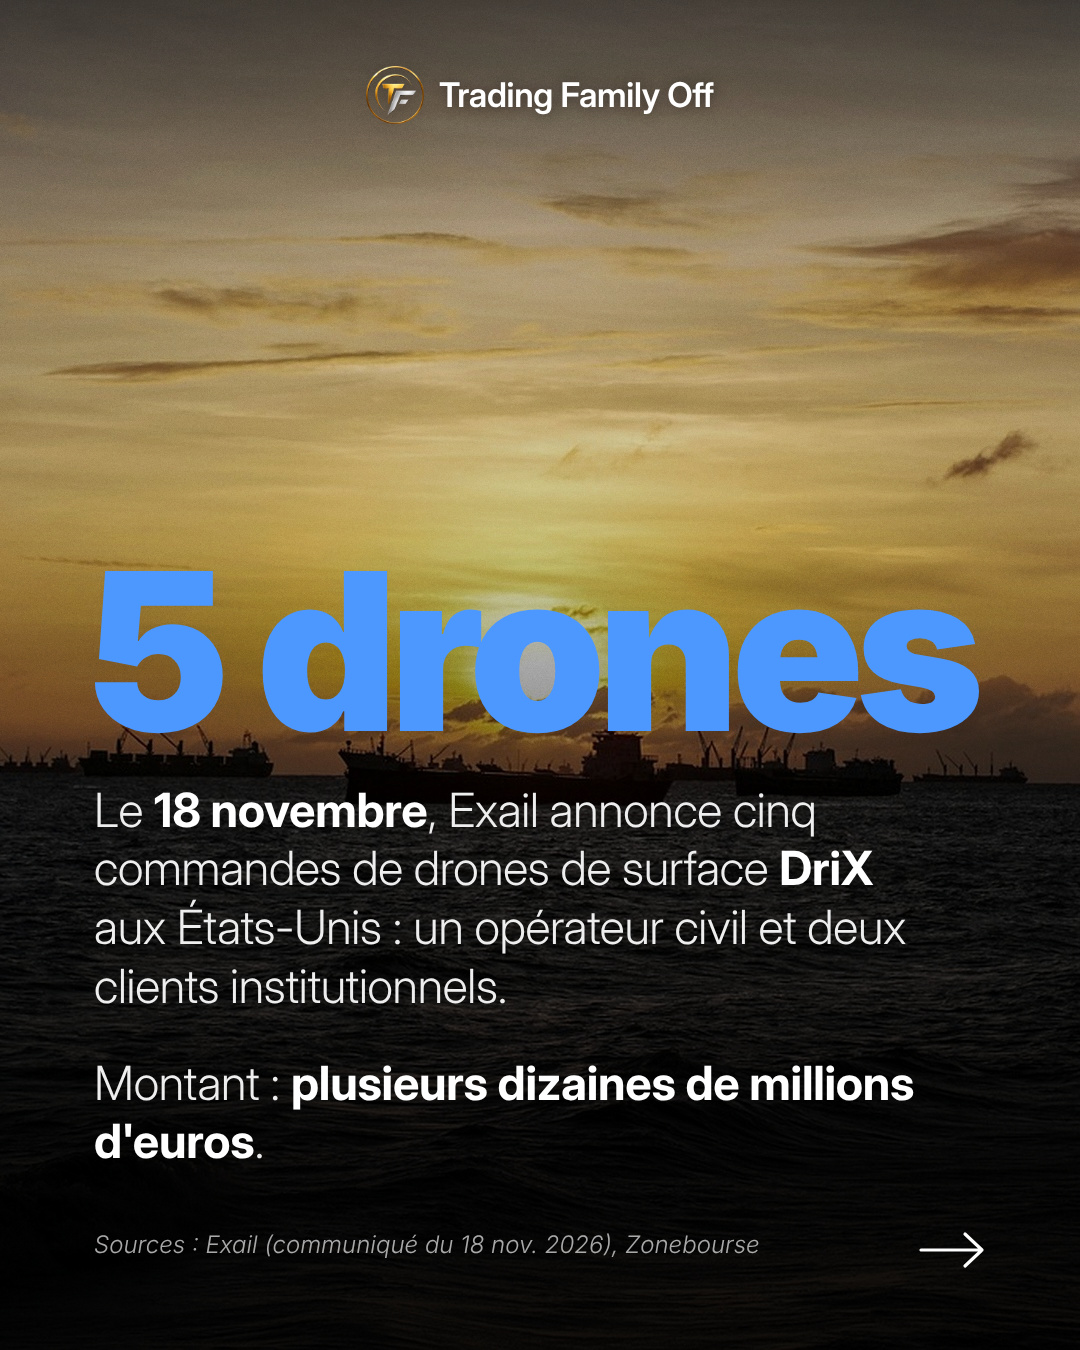 TF
Trading Family Off
5 drones
Le 18 novembre, Exail annonce cinq
commandes de drones de surface DriX
aux États-Unis : un opérateur civil et deux
clients institutionnels.
Montant : plusieurs dizaines de millions
d'euros.
Sources : Exail (communiqué du 18 nov. 2026), Zonebourse